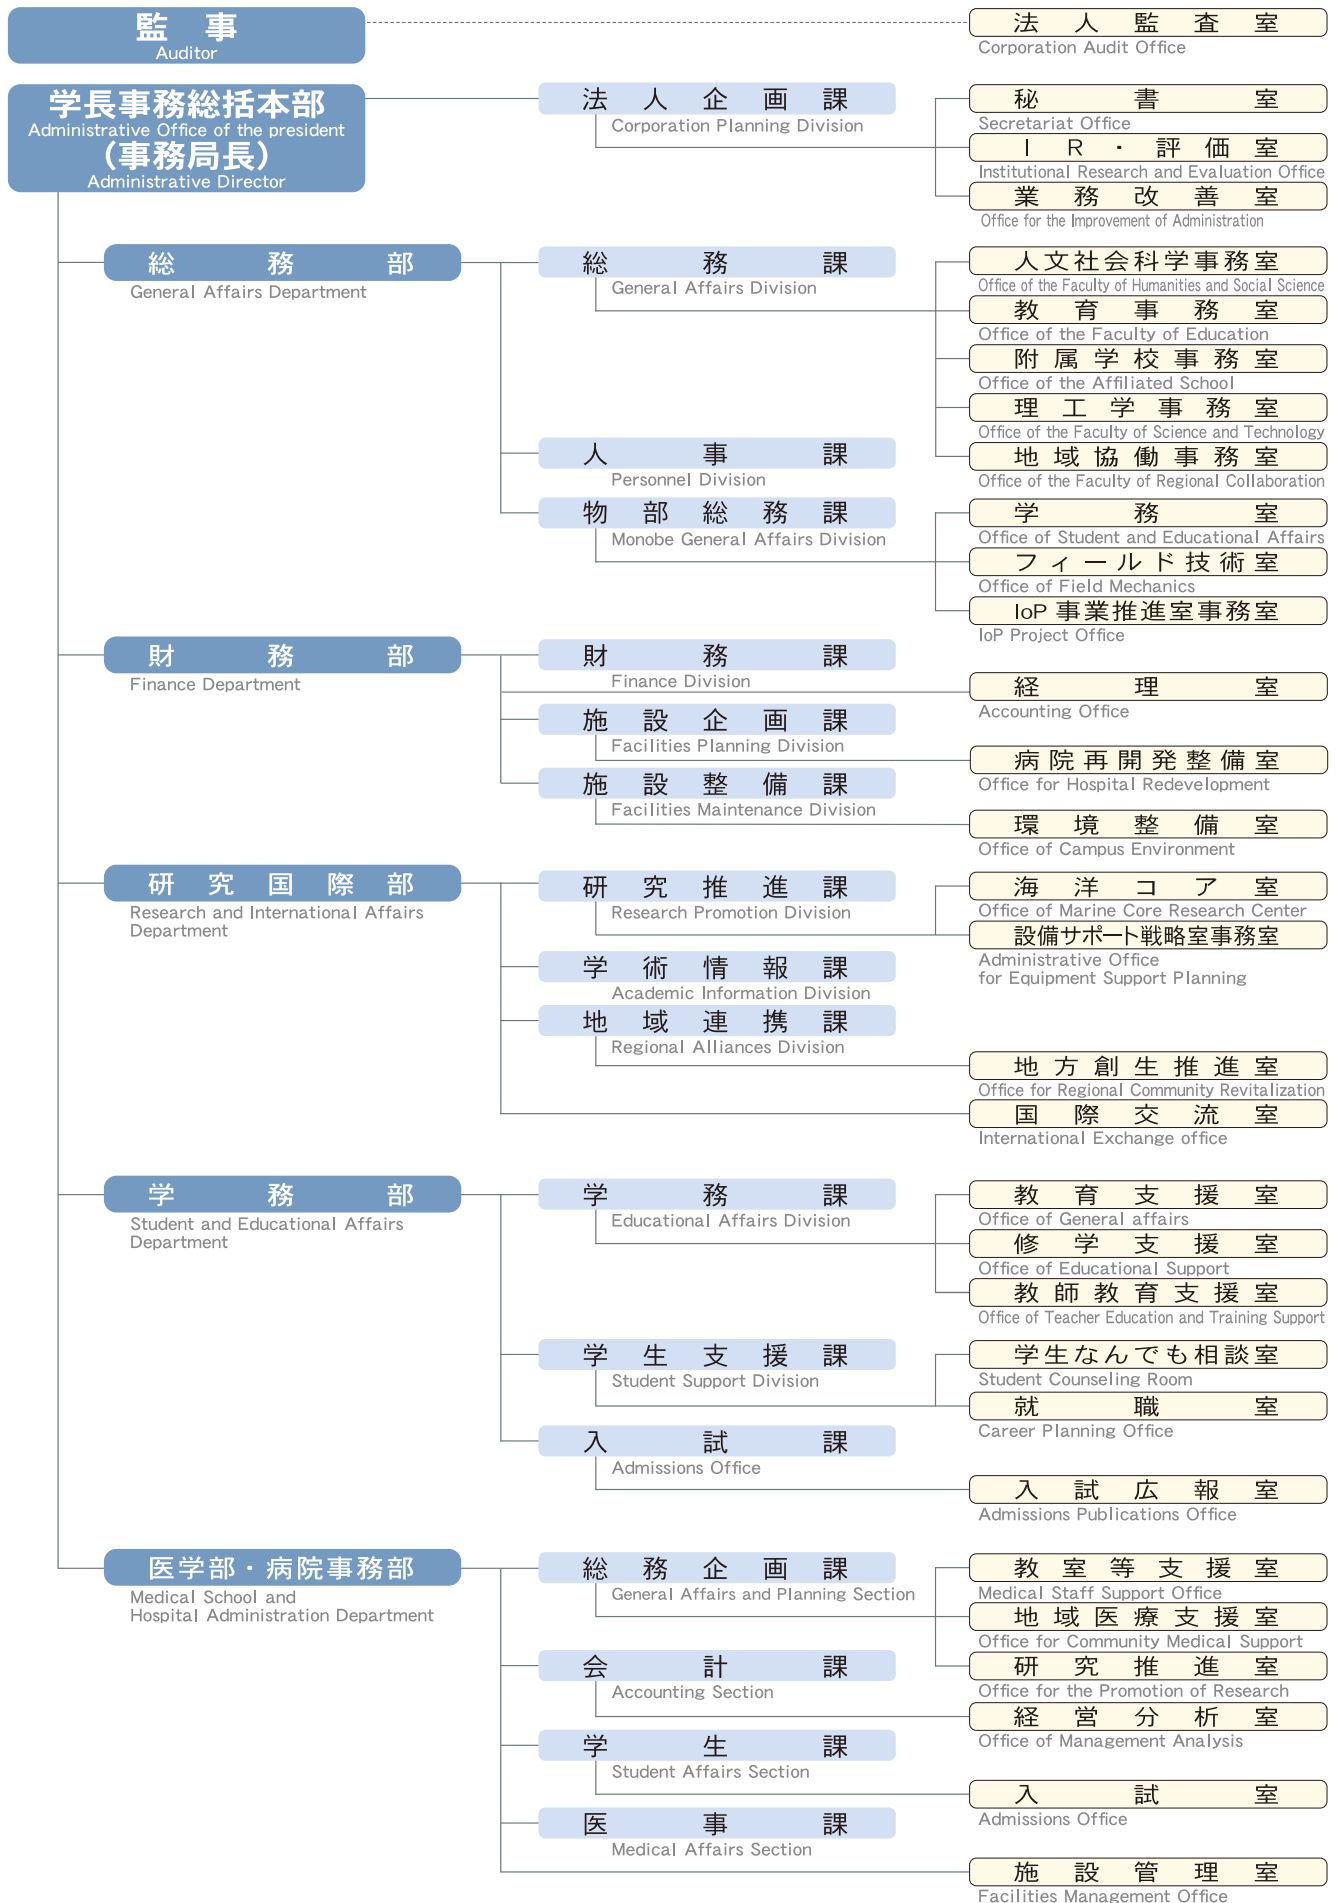 監事
Auditor
法人監査室
Corporation Audit Office
学長事務総括本部
Administrative Office of the president
（事務局長）
Administrative Director
法人企画課
Corporation Planning Division
秘書室
Secretariat Office
ＩＲ・評価室
Institutional Research and Evaluation Office
業務改善室
Office for the Improvement of Administration
総務部
General Affairs Department
総務課
General Affairs Division
人文社会科学事務室
Office of the Faculty of Humanities and Social Science
教育事務室
Office of the Faculty of Education
附属学校事務室
Office of the Affiliated School
理工学事務室
Office of the Faculty of Science and Technology
地域協働事務室
Office of the Faculty of Regional Collaboration
人事課
Personnel Division
物部総務課
Monobe General Affairs Division
学務室
Office of Student and Educational Affairs
フィールド技術室
Office of Field Mechanics
IoP 事業推進室事務室
IoP Project Office
財務部
Finance Department
財務課
Finance Division
経理室
Accounting Office
施設企画課
Facilities Planning Division
病院再開発整備室
Office for Hospital Redevelopment
施設整備課
Facilities Maintenance Division
環境整備室
Office of Campus Environment
研究国際部
Research and International Affairs
Department
研究推進課
Research Promotion Division
海洋コア室
Office of Marine Core Research Center
設備サポート戦略室事務室
Administrative Office
for Equipment Support Planning
学術情報課
Academic Information Division
地域連携課
Regional Alliances Division
地方創生推進室
Office for Regional Community Revitalization
国際交流室
International Exchange office
学務部
Student and Educational Affairs
Department
学務課
Educational Affairs Division
教育支援室
Office of General affairs
修学支援室
Office of Educational Support
教師教育支援室
Office of Teacher Education and Training Support
学生支援課
Student Support Division
学生なんでも相談室
Student Counseling Room
就職室
Career Planning Office
入試課
Admissions Office
入試広報室
Admissions Publications Office
医学部・病院事務部
Medical School and
Hospital Administration Department
総務企画課
General Affairs and Planning Section
教室等支援室
Medical Staff Support Office
地域医療支援室
Office for Community Medical Support
研究推進室
Office for the Promotion of Research
会計課
Accounting Section
経営分析室
Office of Management Analysis
学生課
Student Affairs Section
入試室
Admissions Office
医事課
Medical Affairs Section
施設管理室
Facilities Management Office